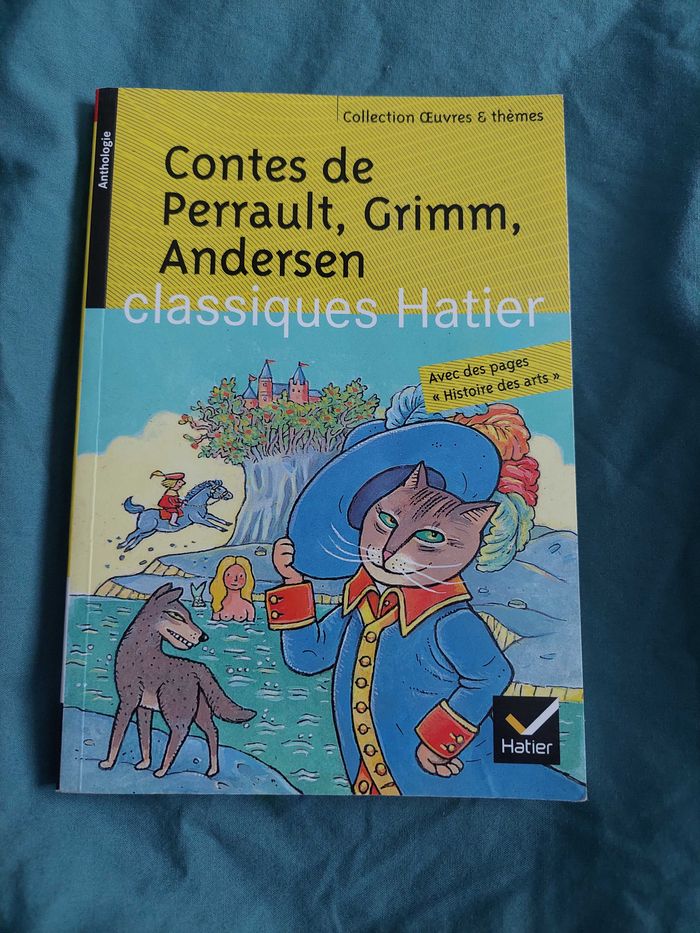 Anthologie
Collection Œuvres & thèmes
Contes de
Perrault, Grimm,
Andersen
classiques Hatier
Avec des pages
« Histoire des arts »
Hatier